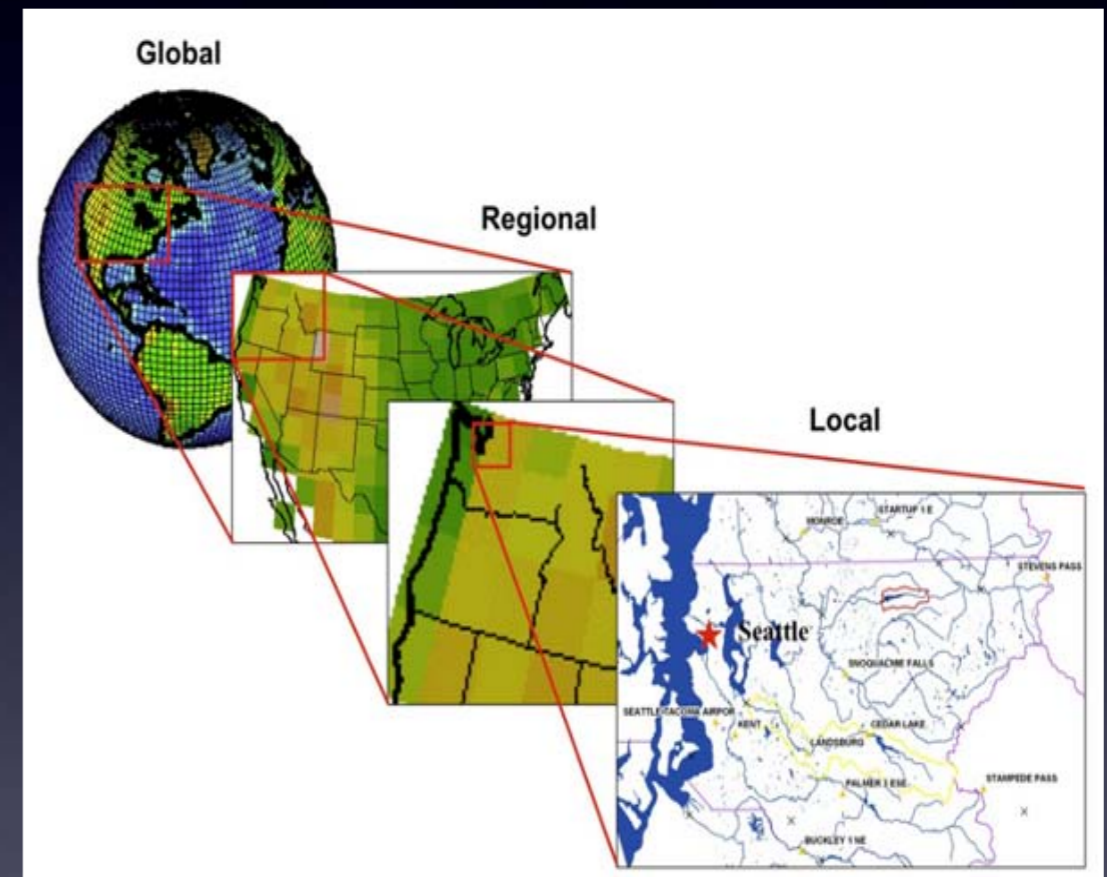 Global
Regional
Local
MONROE
STARTUP 1 E
STEVENS PASS
Seattle
SNOQUALMIE FALLS
SEATTLE TACOMA AIRPOR
KENT
CEDAR LAKE
LANDSBURG
PALMER 3 ESE
STAMPEDE PASS
BUCKLEY 1 NE